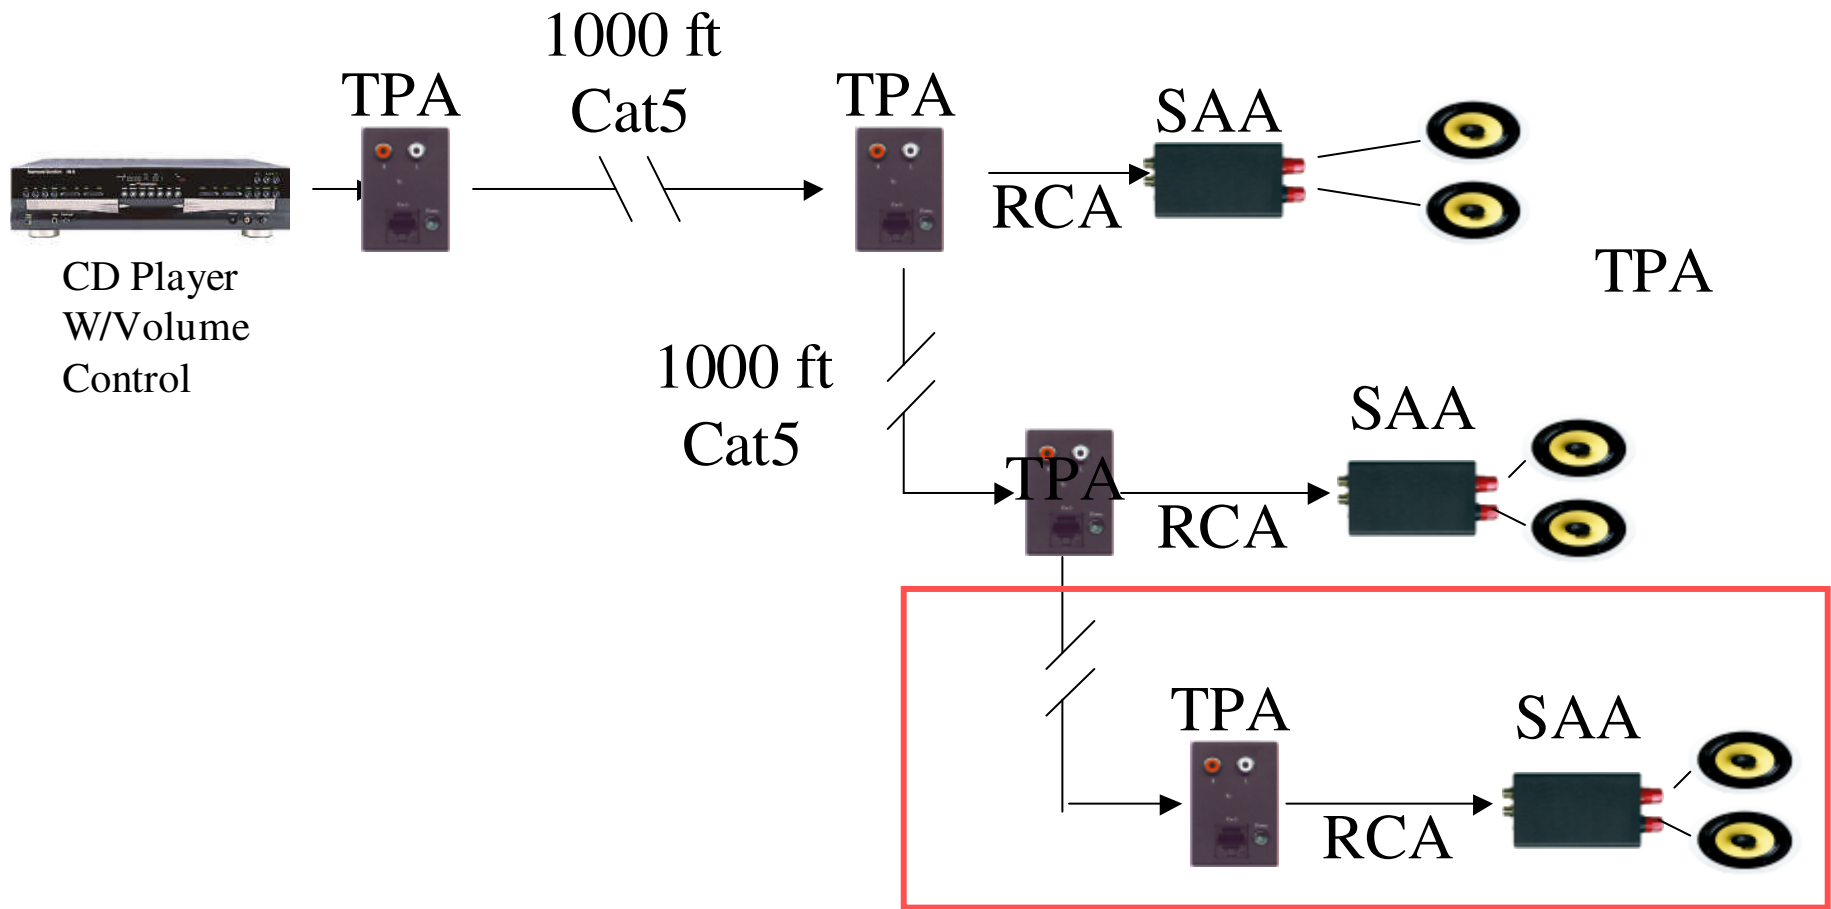 1000 ft
Cat5
TPA
TPA
SAA
RCA
TPA
CD Player
W/Volume
Control
1000 ft
Cat5
SAA
TPA
RCA
TPA
SAA
RCA